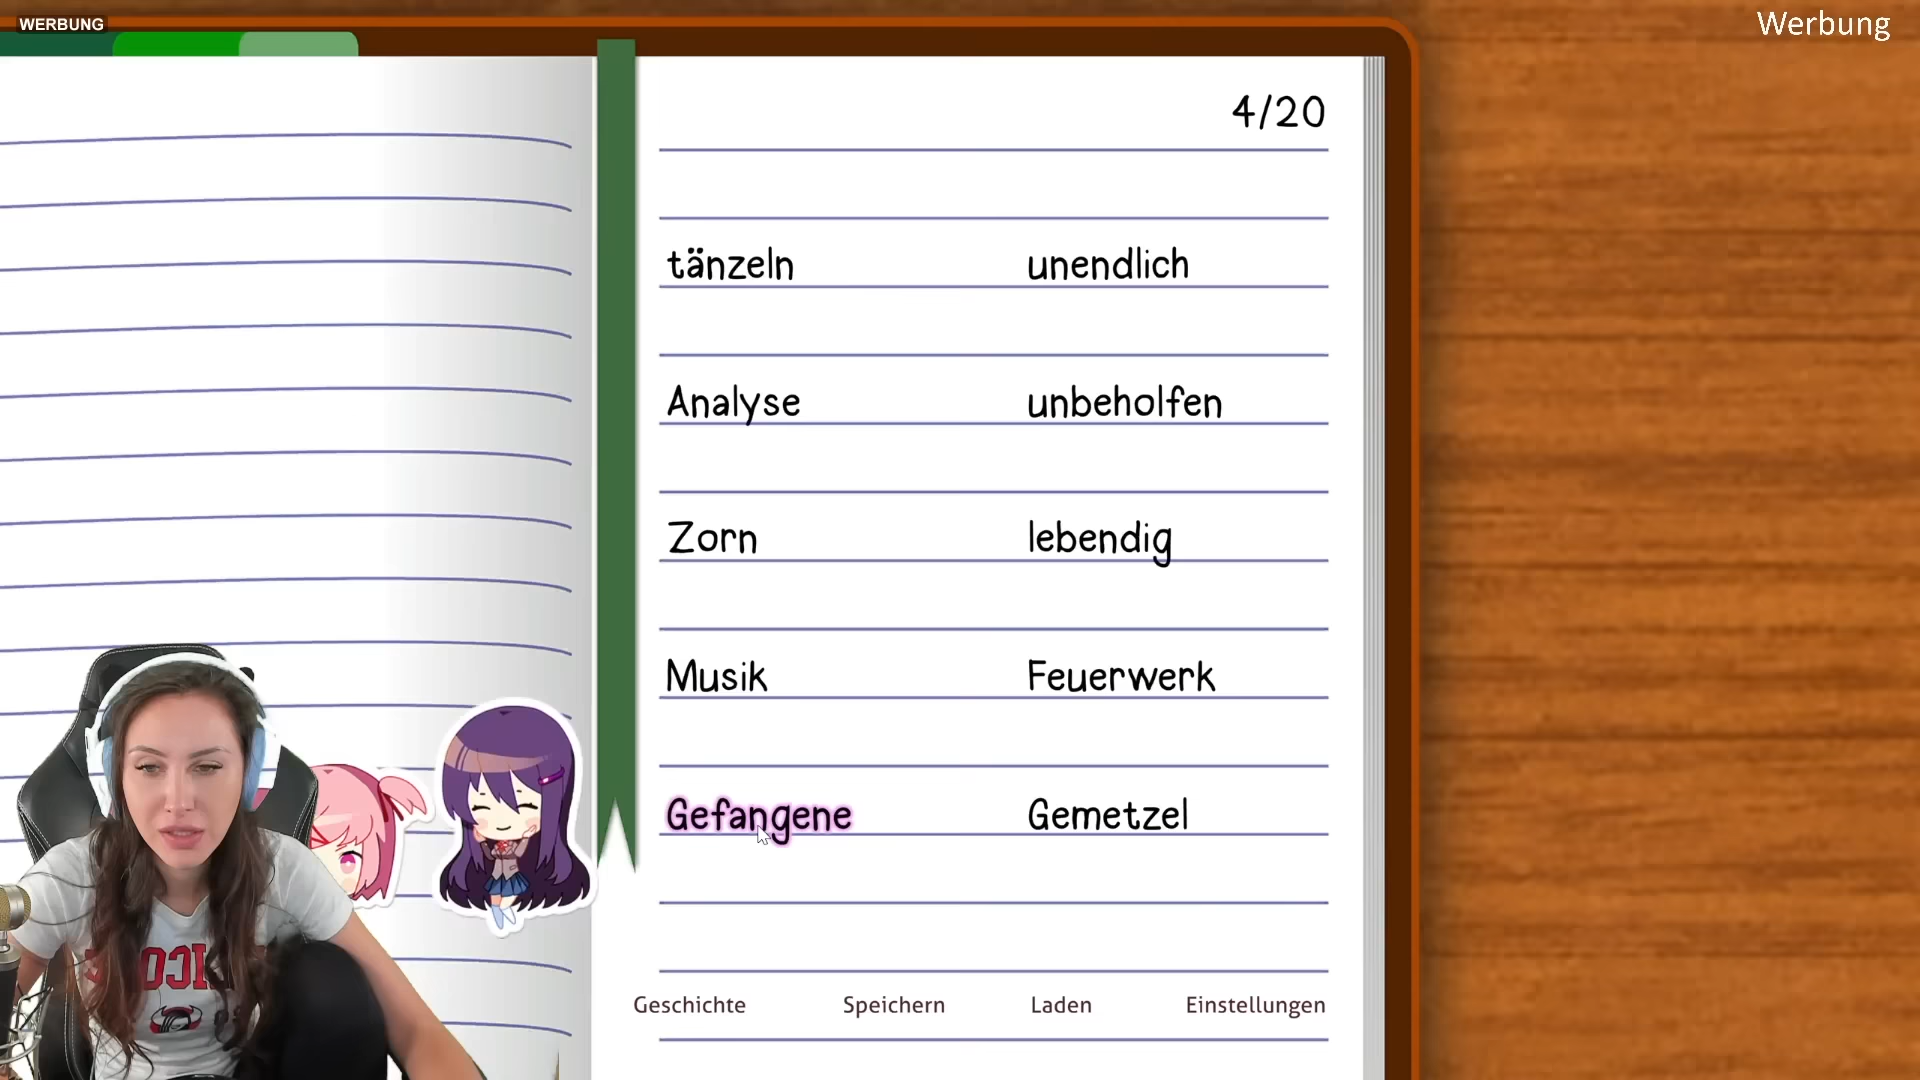 WERBUNG
Werbung
4/20
tänzeln unendlich
Analyse unbeholfen
Zorn lebendig
Musik Feuerwerk
Gefangene Gemetzel
Geschichte Speichern Laden Einstellungen